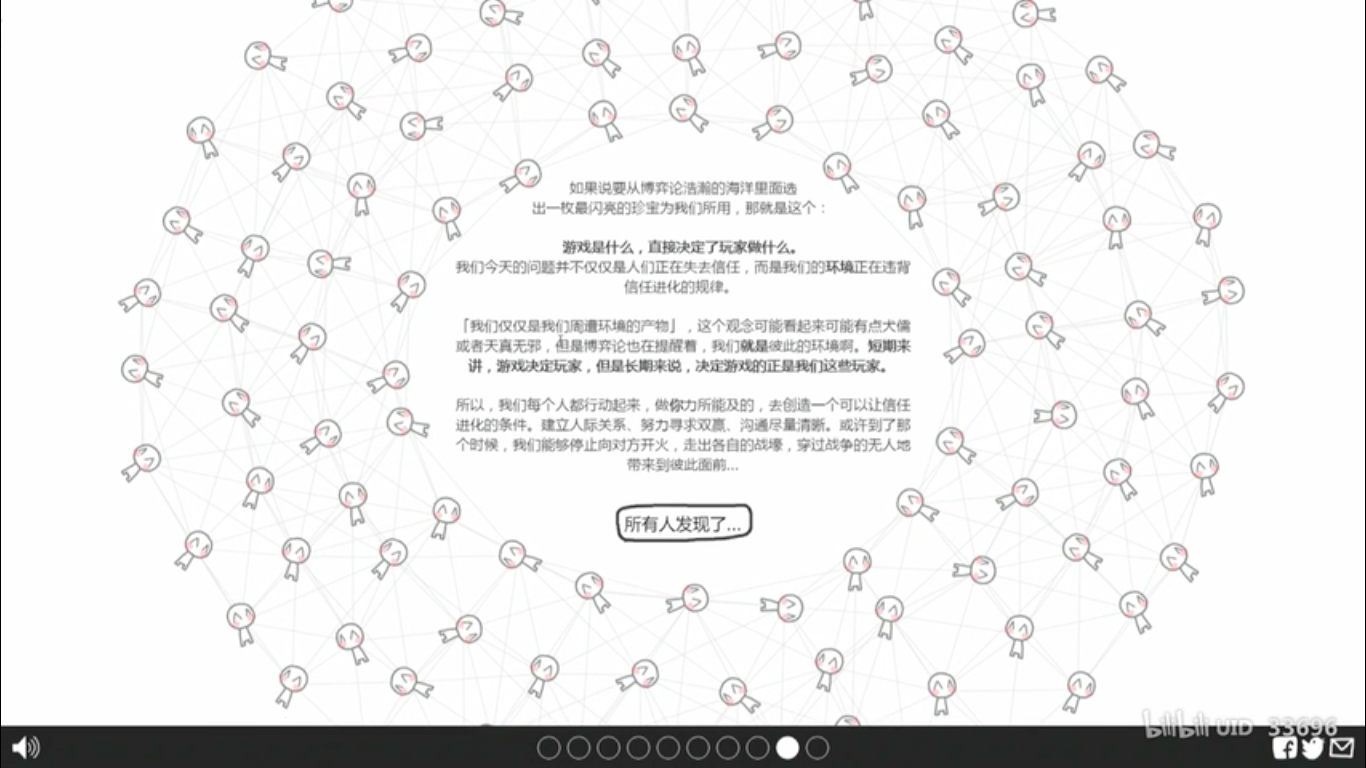 如果说要从博弈论浩瀚的海洋里面选
出一枚最闪亮的珍宝为我们所用，那就是这个：
游戏是什么，直接决定了玩家做什么。
我们今天的问题并不仅仅是人们正在失去信任，而是我们的环境正在违背
信任进化的规律。
「我们仅仅是我们周遭环境的产物」，这个观念可能看起来可能有点犬儒
或者天真无邪，但是博弈论也在提醒着，我们就是彼此的环境啊。短期来
讲，游戏决定玩家，但是长期来说，决定游戏的正是我们这些玩家。
所以，我们每个人都行动起来，做你力所能及的，去创造一个可以让信任
进化的条件。建立人际关系、努力寻求双赢、沟通尽量清晰。或许到了那
个时候，我们能够停止向对方开火，走出各自的战壕，穿过战争的无人地
带来到彼此面前...
所有人发现了...
bilibili UID 33696